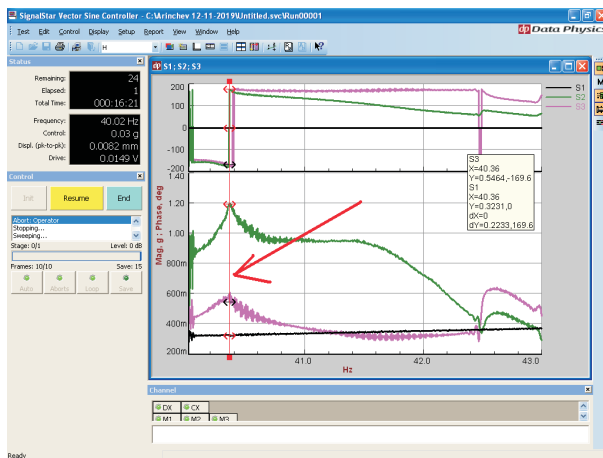 SignalStar Vector Sine Controller - C:\Arinchev 12-11-2019\Untitled.svc\Run00001
Test Edit Control Display Setup Report View Window Help
Data Physics
H
Status
Remaining: 24
Elapsed: 1
Total Time: 000:16:21
Frequency: 40.02 Hz
Control: 0.03 g
Displ. (pk-to-pk): 0.0082 mm
Drive: 0.0149 V
Control
Init
Resume
End
Abort: Operator
Stopping...
Sweeping...
Stage: 0/1
Level: 0 dB
Frames: 10/10
Save: 15
Auto
Aborts
Loop
Save
S1; S2; S3
200
100
0
-100
-200
1.40
1.20
1.00
800m
600m
400m
200m
Mag, g ; Phase, deg
41.0
42.0
43.0
Hz
S1
S2
S3
S3
X=40.36
Y=0.5464,-169.6
S1
X=40.36
Y=0.3231,0
dX=0
dY=0.2233,169.6
Channel
DX
CX
M1
M2
M3
Ready